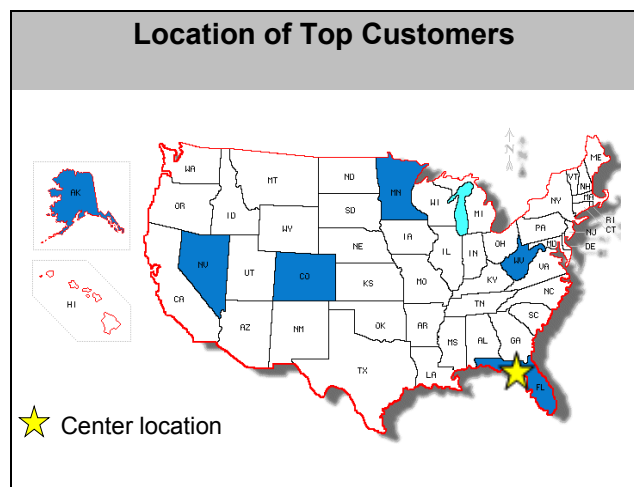 Location of Top Customers
WA
MT
ND
MN
ME
AK
OR
ID
SD
WI
MI
VT
NH
NY
MA
RI
CT
WY
IA
PA
NJ
NV
NE
IL
IN
OH
MD
DE
HI
UT
CO
WV
VA
CA
KS
MO
KY
NC
AZ
NM
OK
AR
TN
SC
TX
LA
MS
AL
GA
FL
N
N
Center location